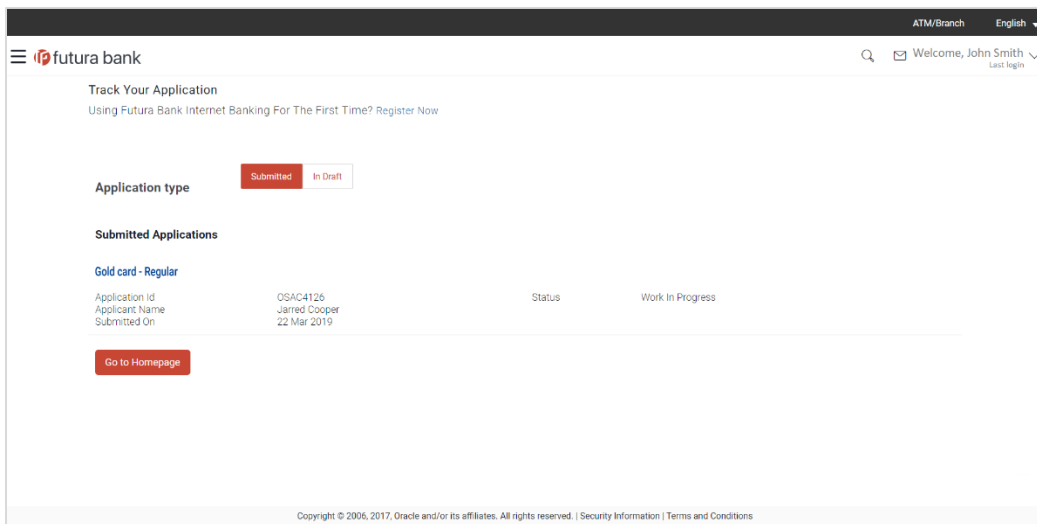 ATM/Branch English
futura bank
Welcome, John Smith
Last login
Track Your Application
Using Futura Bank Internet Banking For The First Time? Register Now
Application type Submitted In Draft
Submitted Applications
Gold card - Regular
Application Id OSAC4126 Status Work In Progress
Applicant Name Jarred Cooper
Submitted On 22 Mar 2019
Go to Homepage
Copyright © 2006, 2017, Oracle and/or its affiliates. All rights reserved. | Security Information | Terms and Conditions